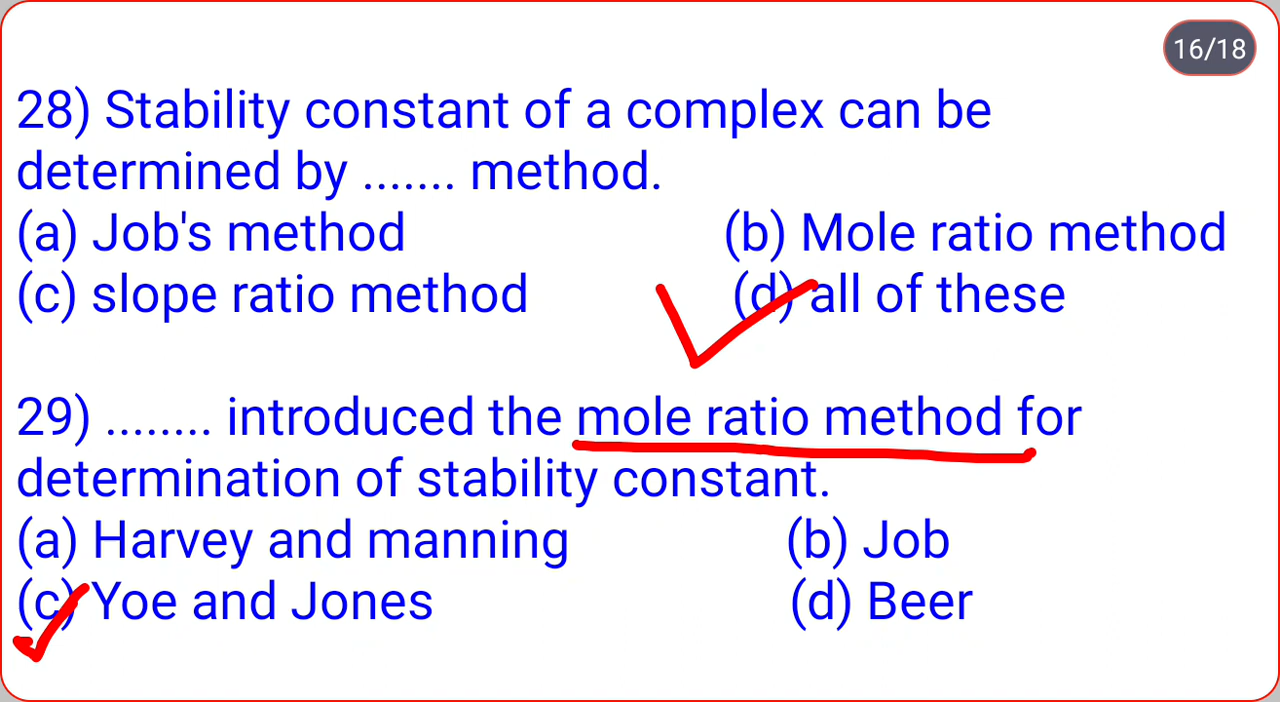 16/18
28) Stability constant of a complex can be
determined by ....... method.
(a) Job's method (b) Mole ratio method
(c) slope ratio method (d) all of these
29) ........ introduced the mole ratio method for
determination of stability constant.
(a) Harvey and manning (b) Job
(c) Yoe and Jones (d) Beer